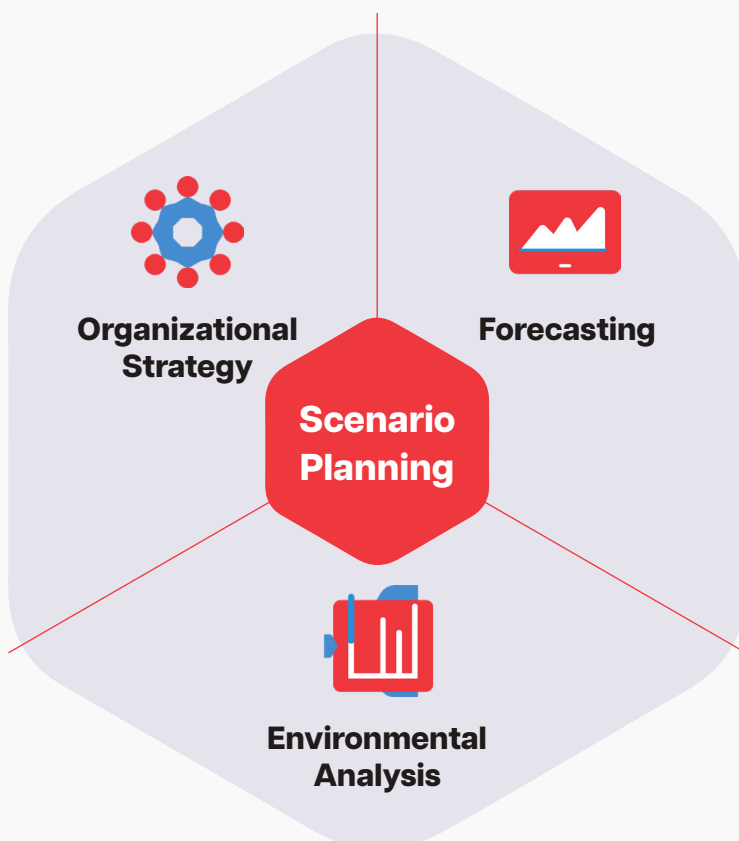 Organizational
Strategy
Forecasting
Scenario
Planning
Environmental
Analysis